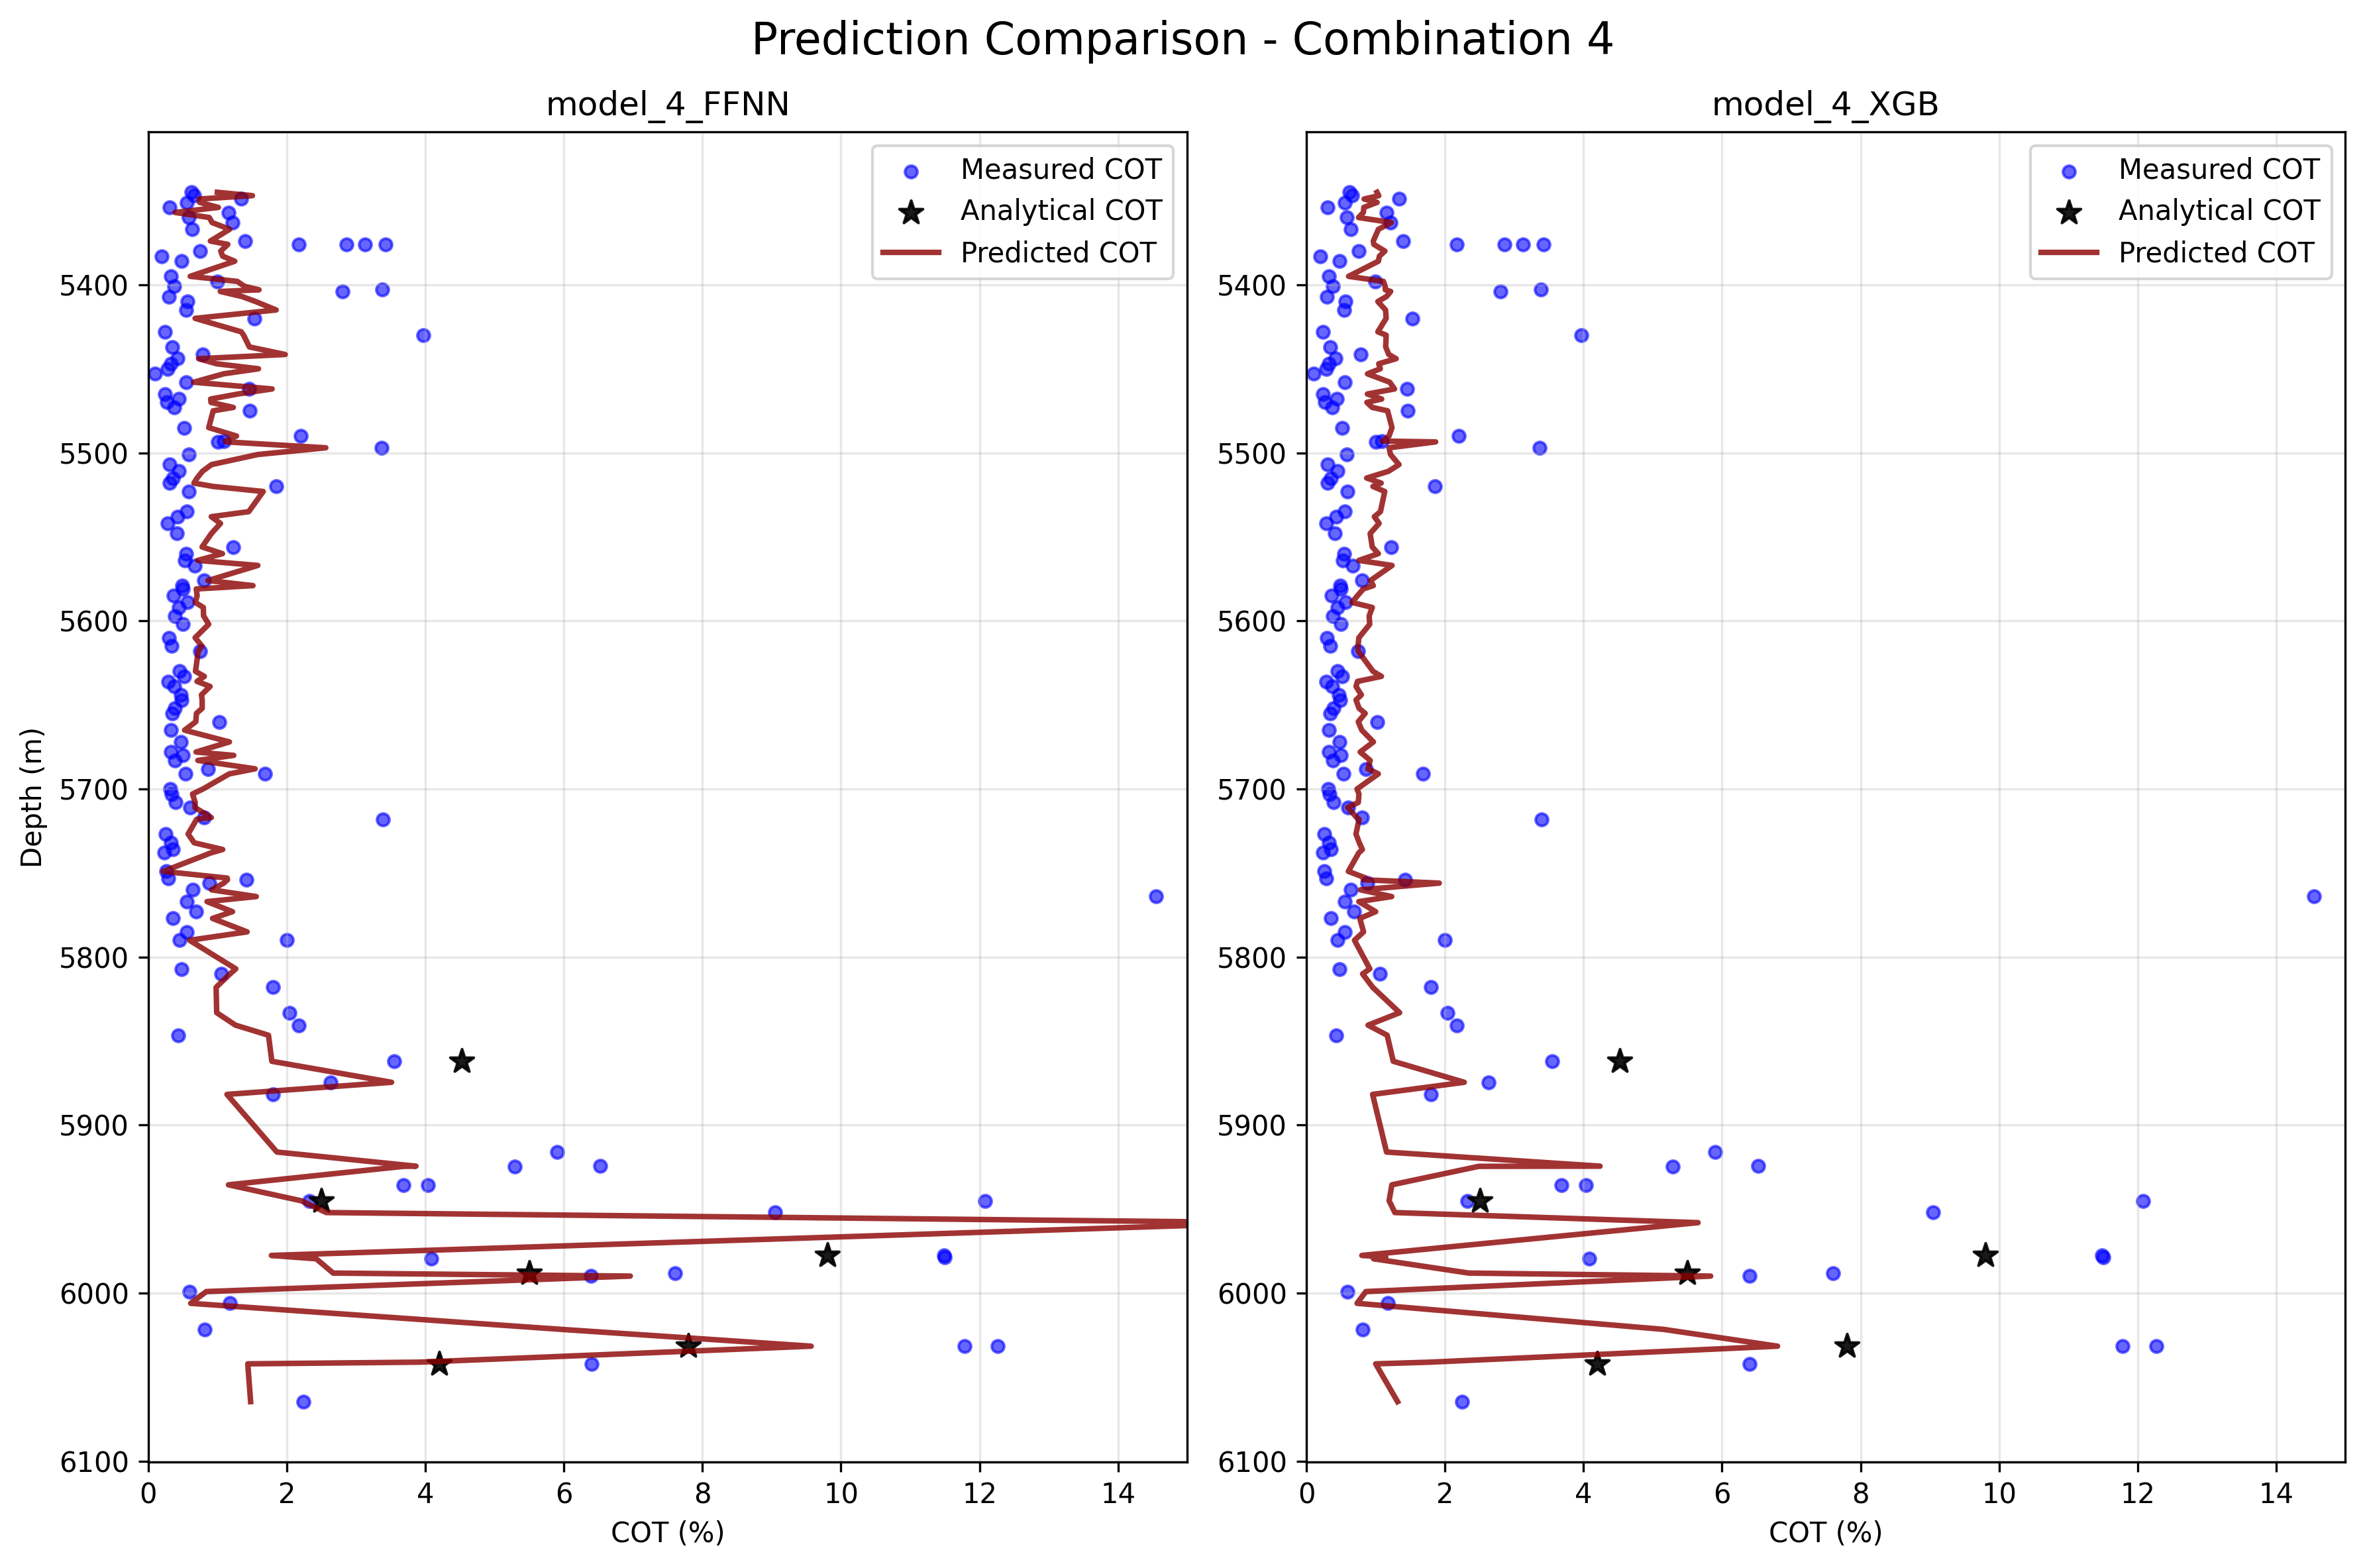 Prediction Comparison - Combination 4
model_4_FFNN
Measured COT
Analytical COT
Predicted COT
5400
5500
5600
5700
5800
5900
6000
6100
Depth (m)
0 2 4 6 8 10 12 14
COT (%)
model_4_XGB
Measured COT
Analytical COT
Predicted COT
5400
5500
5600
5700
5800
5900
6000
6100
0 2 4 6 8 10 12 14
COT (%)